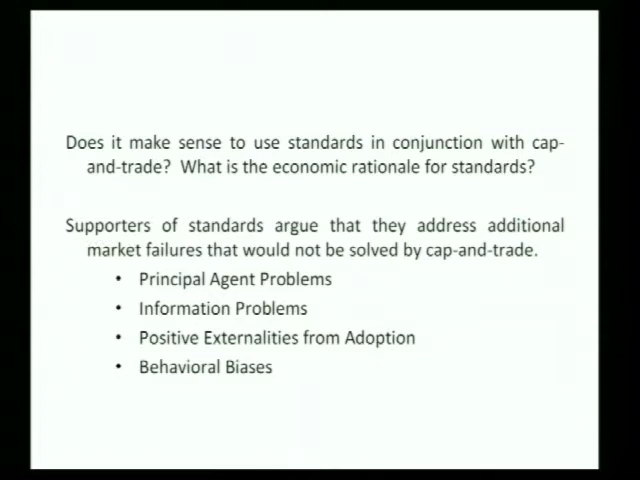 Does it make sense to use standards in conjunction with cap-
and-trade? What is the economic rationale for standards?
Supporters of standards argue that they address additional
market failures that would not be solved by cap-and-trade.
• Principal Agent Problems
• Information Problems
• Positive Externalities from Adoption
• Behavioral Biases